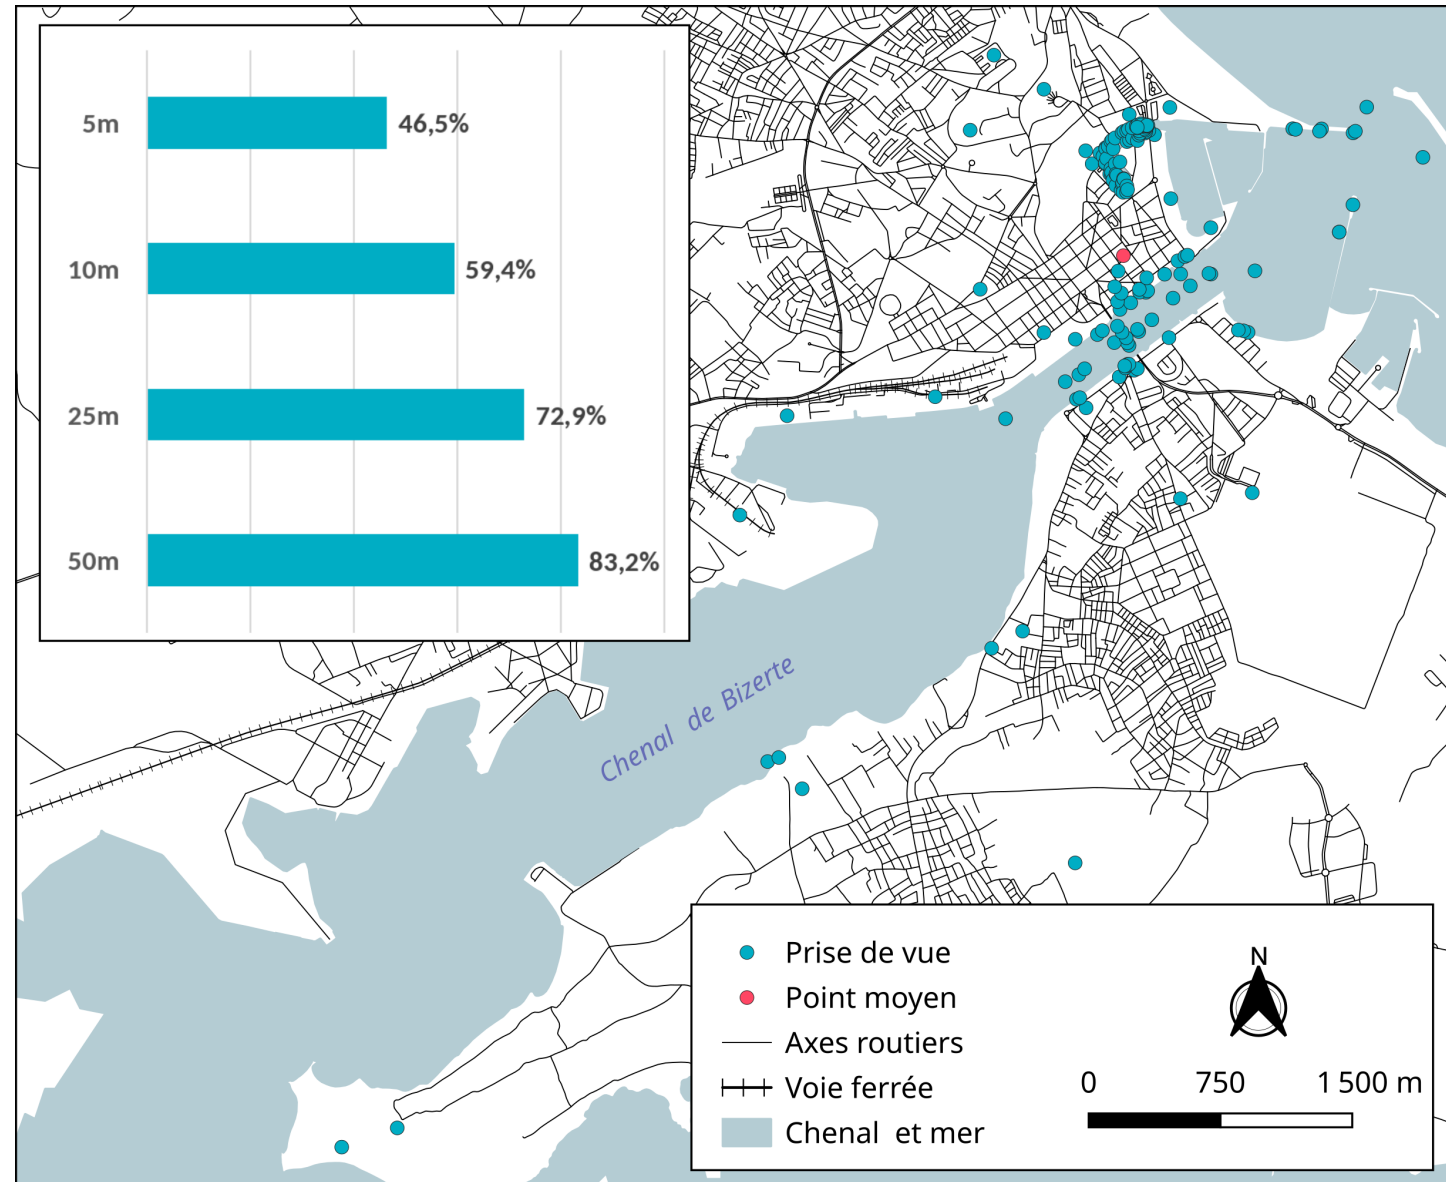 5m
46,5%
10m
59,4%
25m
72,9%
50m
83,2%
Chenal de Bizerte
Prise de vue
Point moyen
Axes routiers
Voie ferrée
Chenal et mer
N
0 750 1 500 m